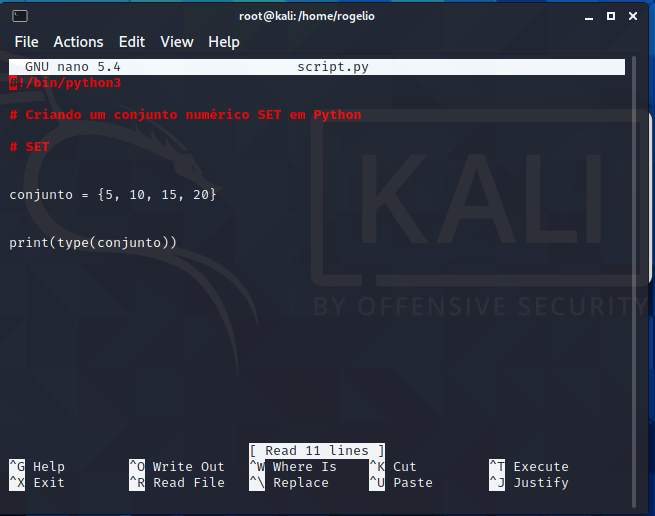 root@kali:/home/rogelio
File Actions Edit View Help
GNU nano 5.4 script.py
#!/bin/python3
# Criando um conjunto numérico SET em Python
# SET
conjunto = {5, 10, 15, 20}
print(type(conjunto))
KALI
BY OFFENSIVE SECURITY
[ Read 11 lines ]
^G Help ^O Write Out ^W Where Is ^K Cut ^T Execute
^X Exit ^R Read File ^\ Replace ^U Paste ^J Justify